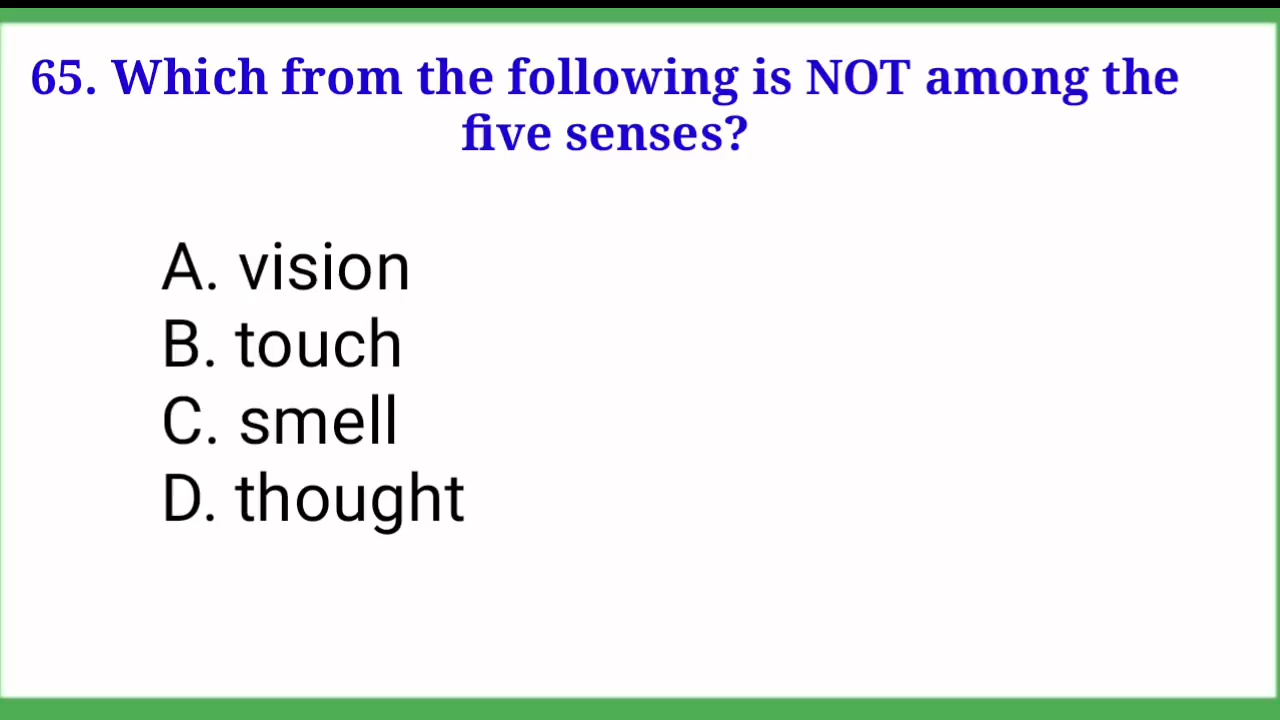 65. Which from the following is NOT among the
five senses?
A. vision
B. touch
C. smell
D. thought